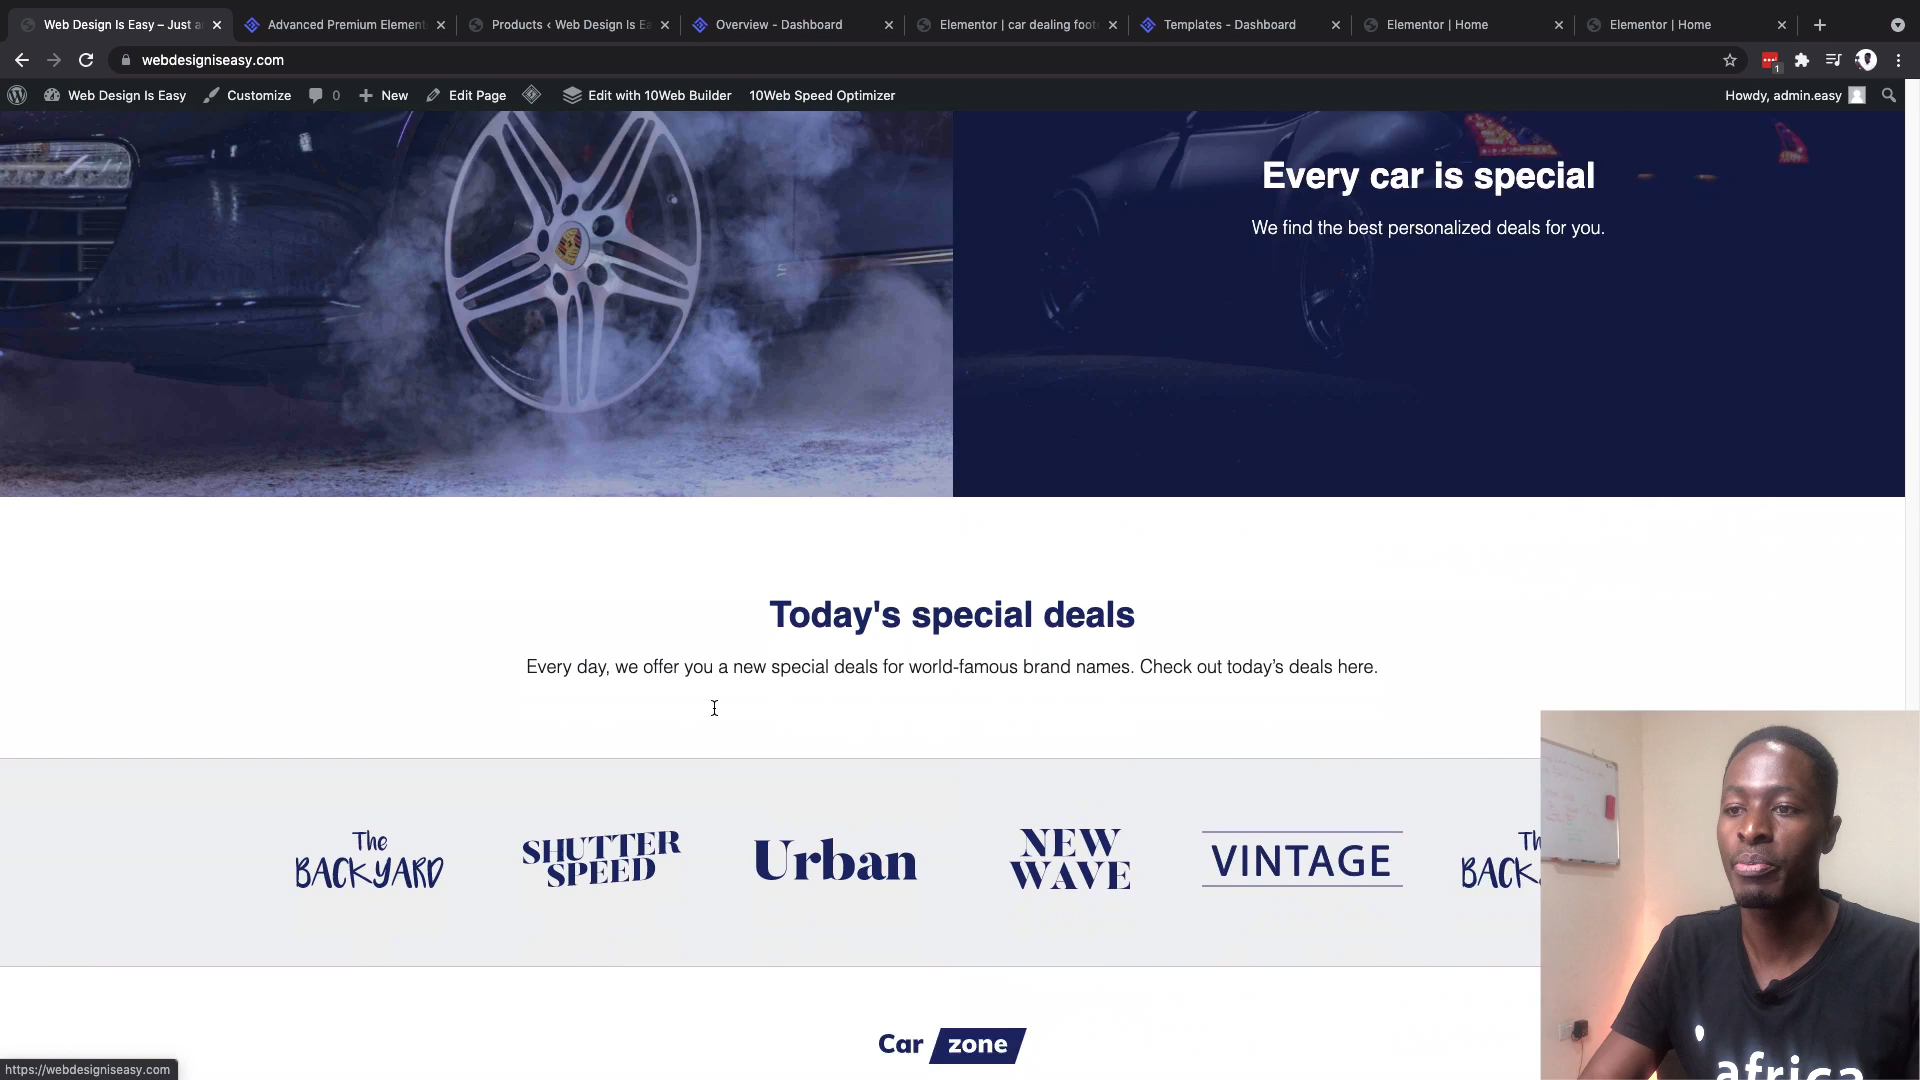 Web Design Is Easy – Just a
Advanced Premium Element
Products ‹ Web Design Is Ea
Overview - Dashboard
Elementor | car dealing foot
Templates - Dashboard
Elementor | Home
Elementor | Home
webdesigniseasy.com
1
Web Design Is Easy
Customize
0
New
Edit Page
Edit with 10Web Builder
10Web Speed Optimizer
Howdy, admin.easy
Every car is special
We find the best personalized deals for you.
Today's special deals
Every day, we offer you a new special deals for world-famous brand names. Check out today's deals here.
The
BACKYARD
SHUTTER
SPEED
Urban
NEW
WAVE
VINTAGE
Th
BACK
Car zone
africa
https://webdesigniseasy.com